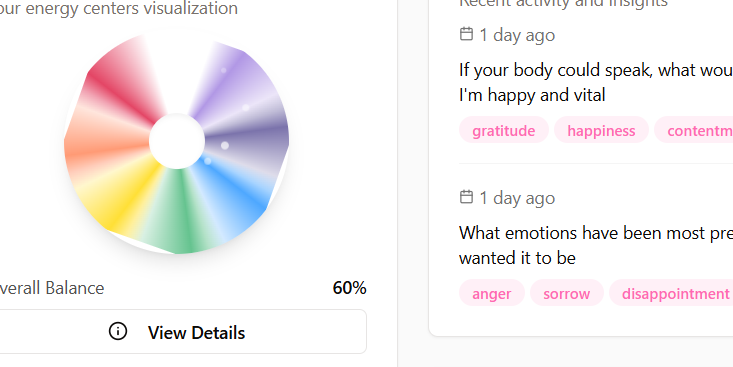 our energy centers visualization
verall Balance
60%
View Details
Recent activity and insights
1 day ago
If your body could speak, what wou
I'm happy and vital
gratitude
happiness
contentm
1 day ago
What emotions have been most pre
wanted it to be
anger
sorrow
disappointment